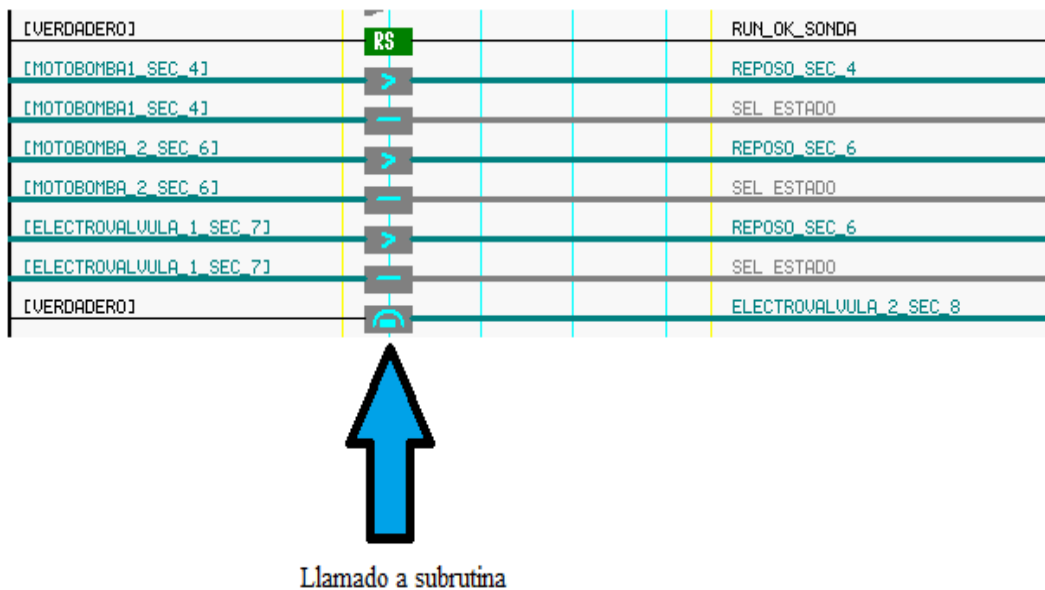 [VERDADERO] RS RUN_OK_SONDA
[MOTOBOMBA1_SEC_4] > REPOSO_SEC_4
[MOTOBOMBA1_SEC_4] — SEL ESTADO
[MOTOBOMBA_2_SEC_6] > REPOSO_SEC_6
[MOTOBOMBA_2_SEC_6] — SEL ESTADO
[ELECTROVALVULA_1_SEC_7] > REPOSO_SEC_6
[ELECTROVALVULA_1_SEC_7] — SEL ESTADO
[VERDADERO] ELECTROVALVULA_2_SEC_8
Llamado a subrutina